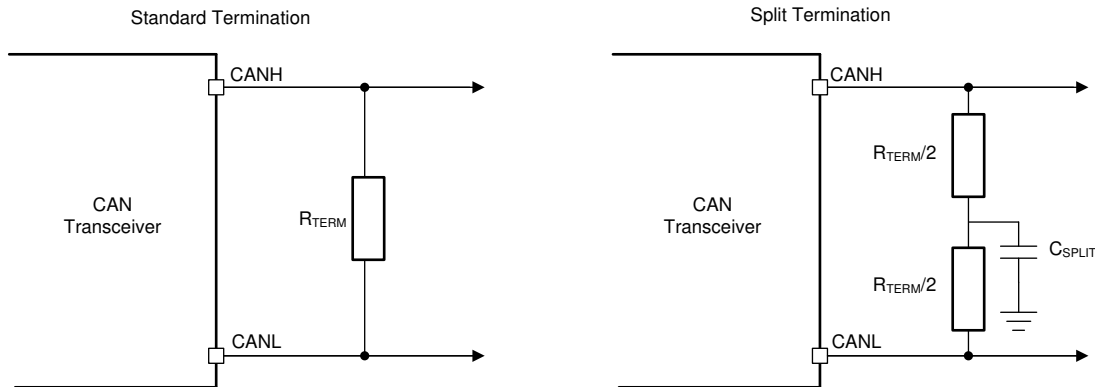 Standard Termination
CANH
CAN
Transceiver
RTERM
CANL
Split Termination
CANH
RTERM/2
CAN
Transceiver
CSPLIT
RTERM/2
CANL